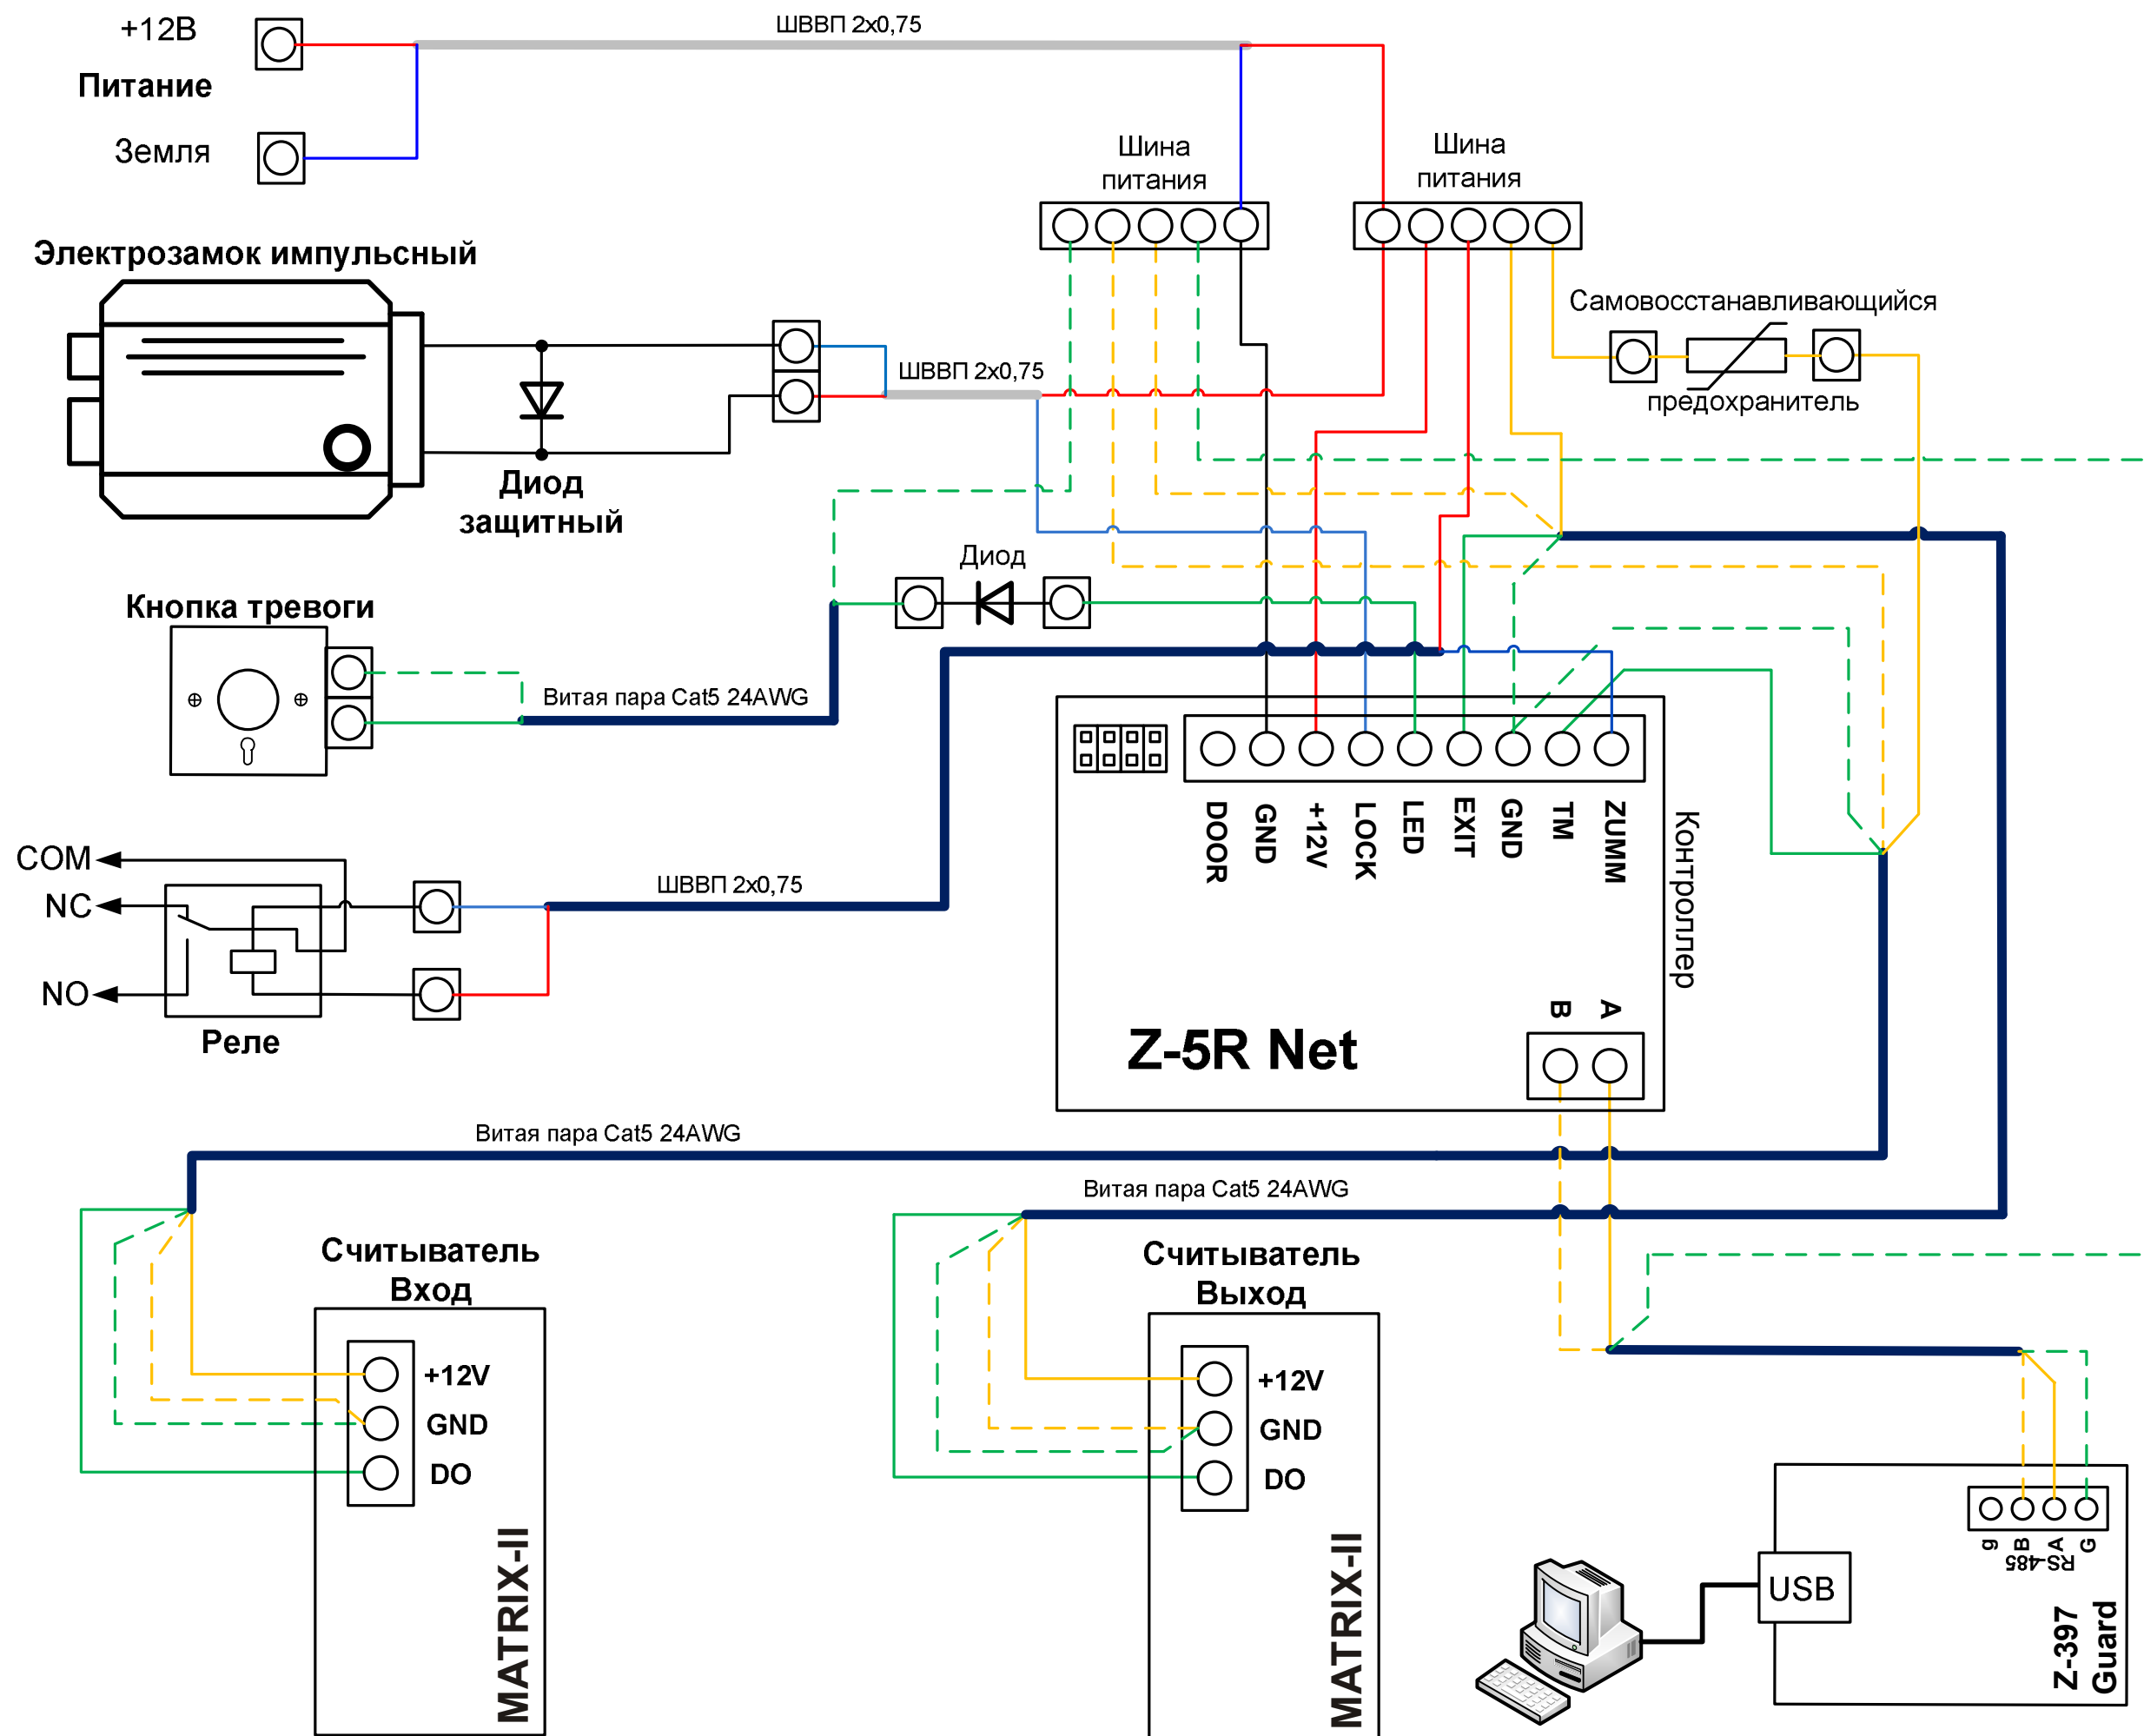 +12В
ШВВП 2х0,75
Питание
Земля
Шина
питания
Шина
питания
Электрозамок импульсный
Самовосстанавливающийся
предохранитель
ШВВП 2х0,75
Диод
защитный
Диод
Кнопка тревоги
Витая пара Cat5 24AWG
DOOR
GND
+12V
LOCK
LED
EXIT
GND
TM
ZUMM
Контроллер
COM
NC
NO
ШВВП 2х0,75
Реле
B
A
Z-5R Net
Витая пара Cat5 24AWG
Витая пара Cat5 24AWG
Считыватель
Вход
+12V
GND
DO
MATRIX-II
Считыватель
Выход
+12V
GND
DO
MATRIX-II
g
B
A
G
RS-485
USB
Z-397
Guard